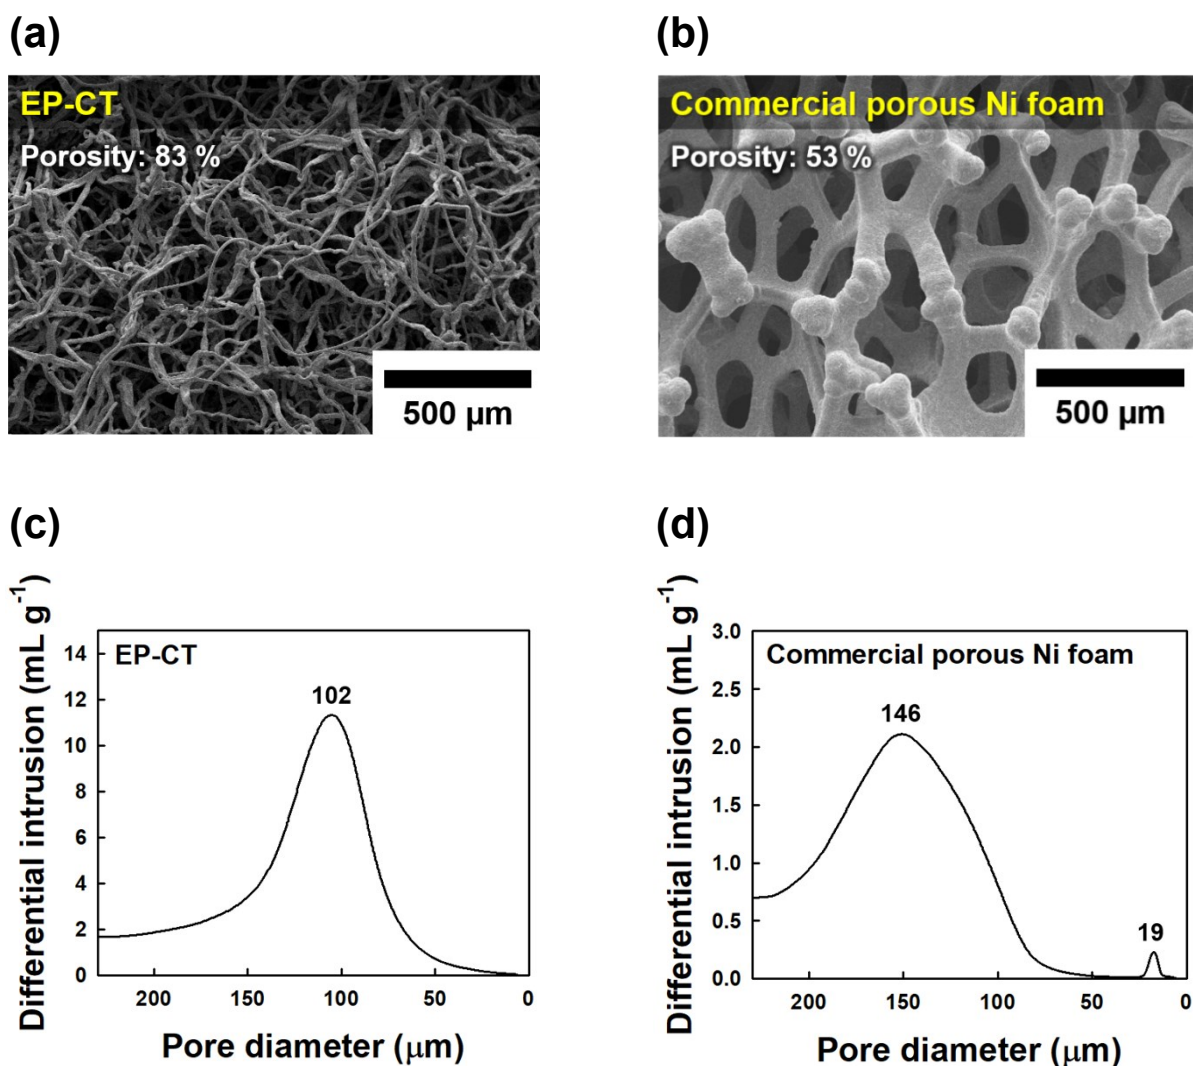 (a)
EP-CT
Porosity: 83 %
500 µm
(b)
Commercial porous Ni foam
Porosity: 53 %
500 µm
(c)
Differential intrusion (mL g⁻¹)
14
12
10
8
6
4
2
0
EP-CT
102
200
150
100
50
0
Pore diameter (µm)
(d)
Differential intrusion (mL g⁻¹)
3.0
2.5
2.0
1.5
1.0
0.5
0.0
Commercial porous Ni foam
146
19
200
150
100
50
0
Pore diameter (µm)